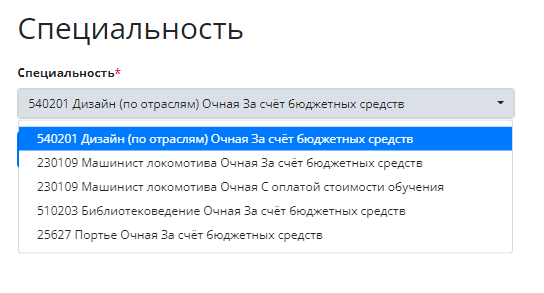 Специальность
Специальность*
540201 Дизайн (по отраслям) Очная За счёт бюджетных средств
540201 Дизайн (по отраслям) Очная За счёт бюджетных средств
230109 Машинист локомотива Очная За счёт бюджетных средств
230109 Машинист локомотива Очная С оплатой стоимости обучения
510203 Библиотековедение Очная За счёт бюджетных средств
25627 Портье Очная За счёт бюджетных средств